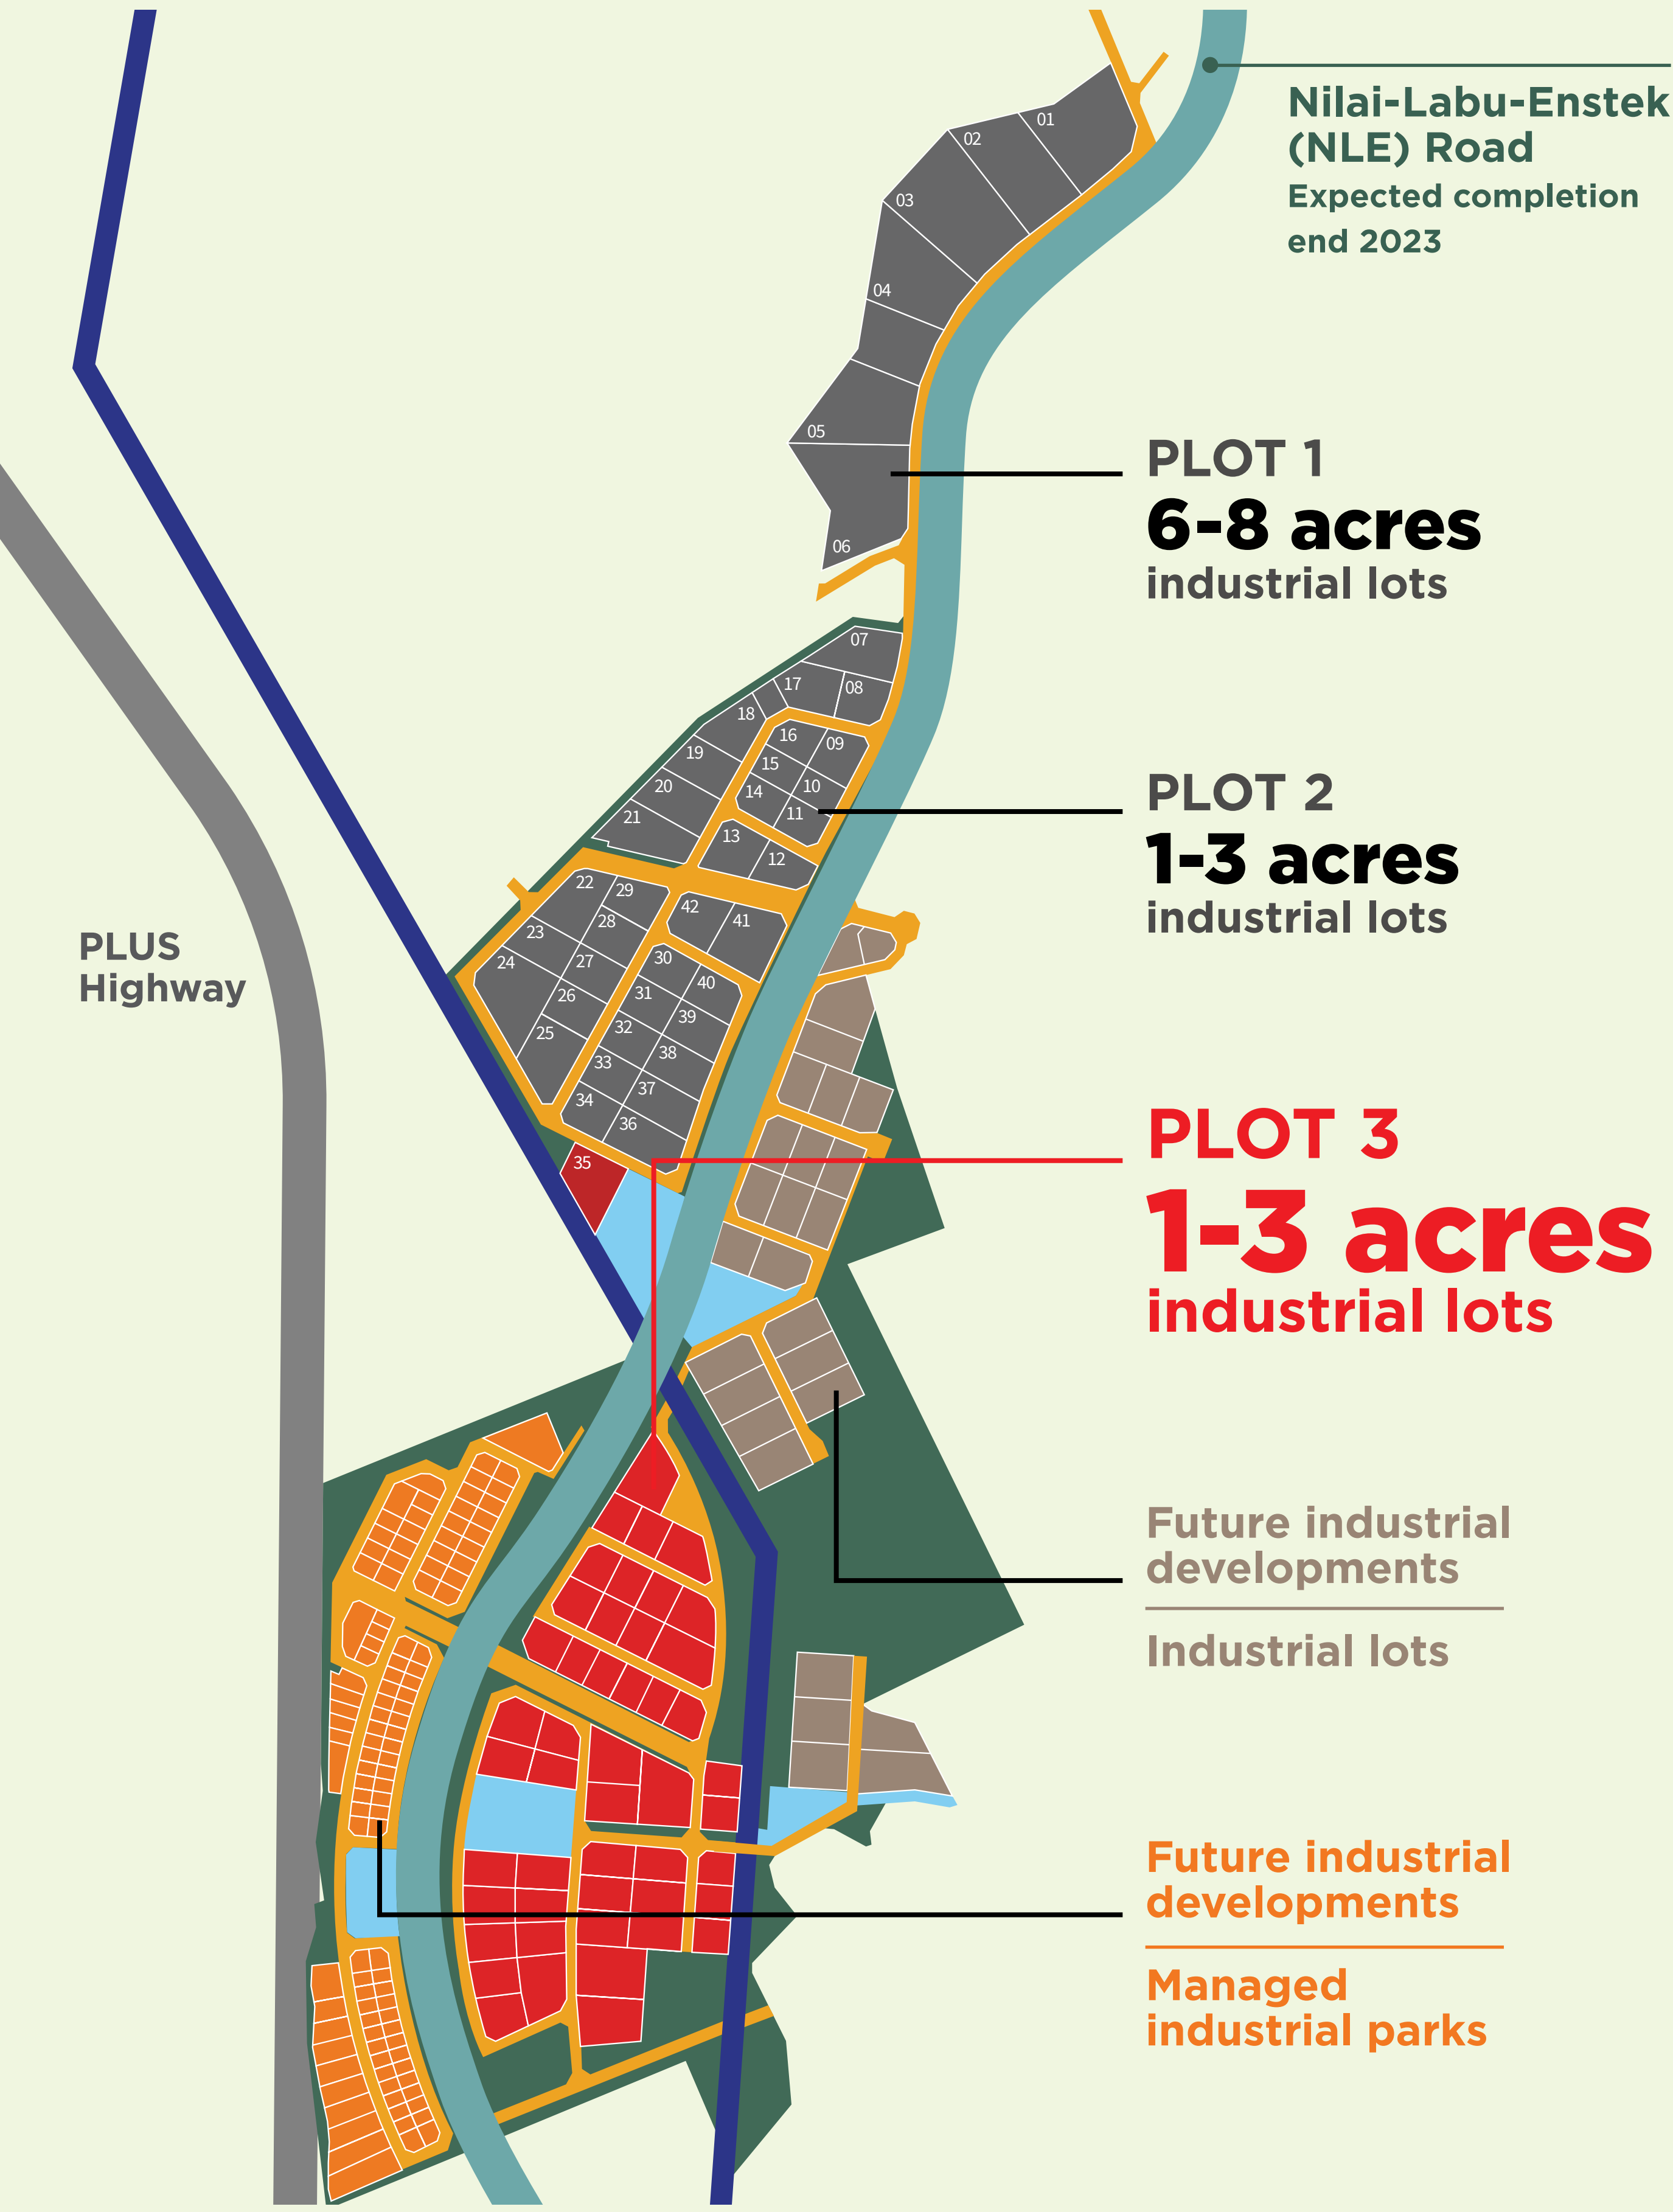 Nilai-Labu-Enstek
(NLE) Road
Expected completion
end 2023
01
02
03
04
05
06
PLOT 1
6-8 acres
industrial lots
07
08
17
18
16
09
19
15
20
10
14
21
11
13
12
PLOT 2
1-3 acres
industrial lots
22
29
42
41
28
23
24
27
30
40
26
31
39
25
32
38
33
37
34
36
35
PLUS
Highway
PLOT 3
1-3 acres
industrial lots
Future industrial
developments
Industrial lots
Future industrial
developments
Managed
industrial parks